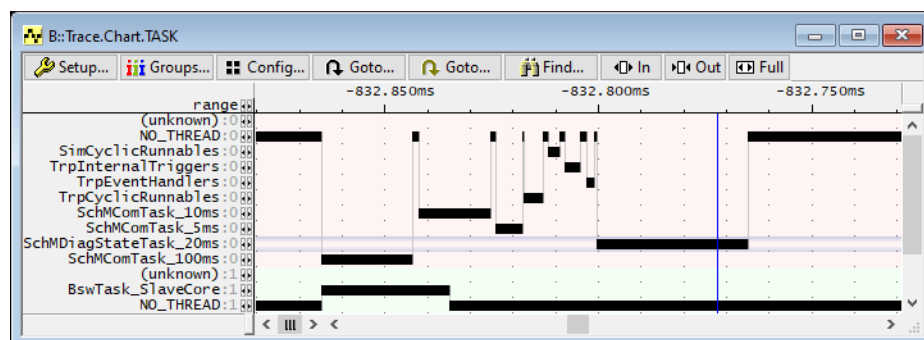 B::Trace.Chart.TASK
Setup... Groups... Config... Goto... Goto... Find... In Out Full
-832.850ms -832.800ms -832.750ms
range
(unknown):0
NO_THREAD:0
SimCyclicRunnables:0
TrpInternalTriggers:0
TrpEventHandlers:0
TrpCyclicRunnables:0
SchMComTask_10ms:0
SchMComTask_5ms:0
SchMDiagStateTask_20ms:0
SchMComTask_100ms:0
(unknown):1
BswTask_SlaveCore:1
NO_THREAD:1